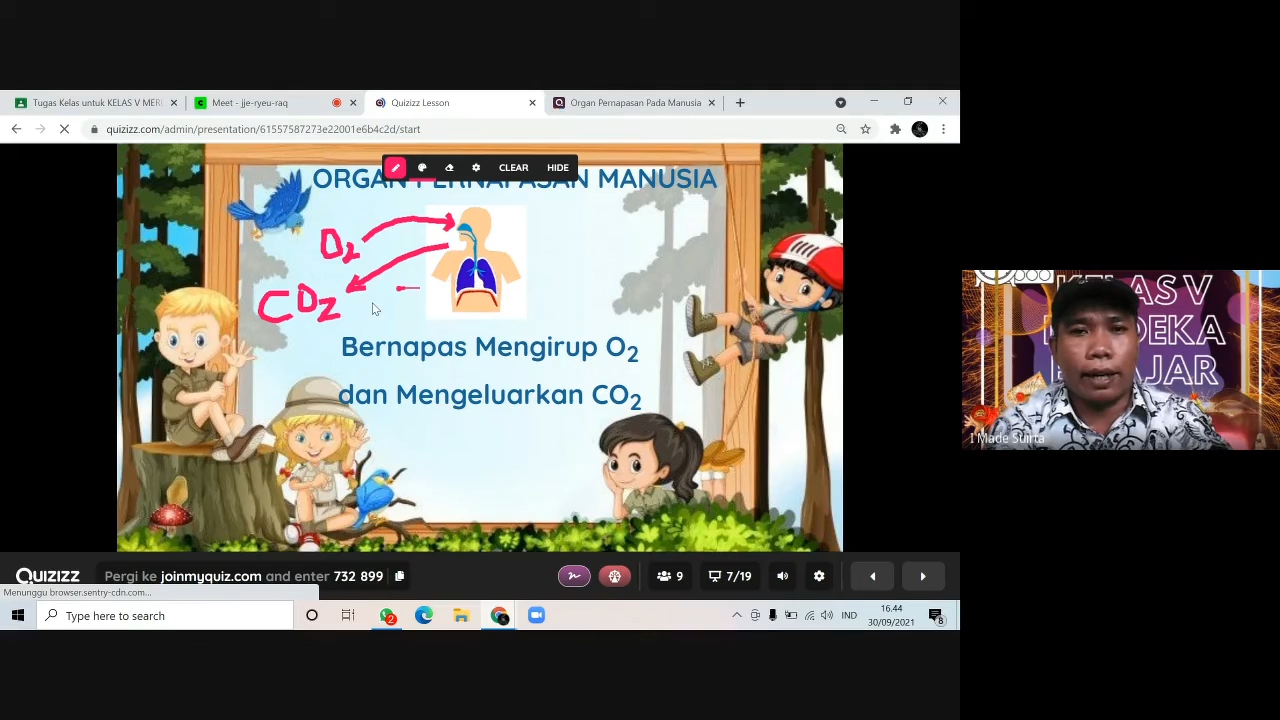 Tugas Kelas untuk KELAS V MER
Meet - jje-ryeu-raq
Quizizz Lesson
Organ Pernapasan Pada Manusia
quizizz.com/admin/presentation/61557587273e22001e6b4c2d/start
CLEAR HIDE
ORGAN PERNAPASAN MANUSIA
O2
CO2
Bernapas Mengirup O2
dan Mengeluarkan CO2
QUIZIZZ
Pergi ke joinmyquiz.com and enter 732 899
9
7/19
Menunggu browser.sentry-cdn.com...
Type here to search
2
IND
16.44
30/09/2021
8
KELAS V
I Made Suirta